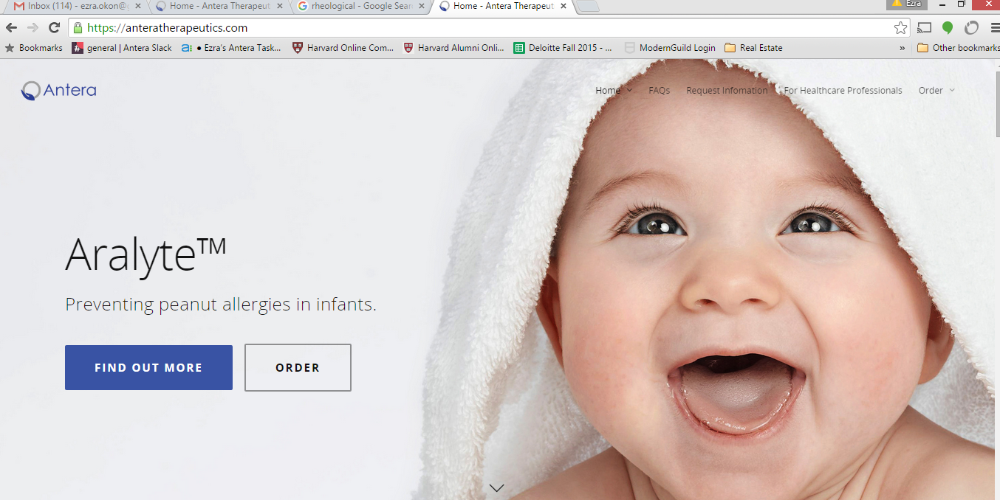 Inbox (114) - ezra.okon@g
Home - Antera Therapeut
rheological - Google Sear
Home - Antera Therapeut
Ezra
https://anteratherapeutics.com
Bookmarks
general | Antera Slack
● Ezra's Antera Task...
Harvard Online Com...
Harvard Alumni Onli...
Deloitte Fall 2015 - ...
ModernGuild Login
Real Estate
»
Other bookmarks
Antera
Home
FAQs
Request Infomation
For Healthcare Professionals
Order
Aralyte™
Preventing peanut allergies in infants.
FIND OUT MORE
ORDER